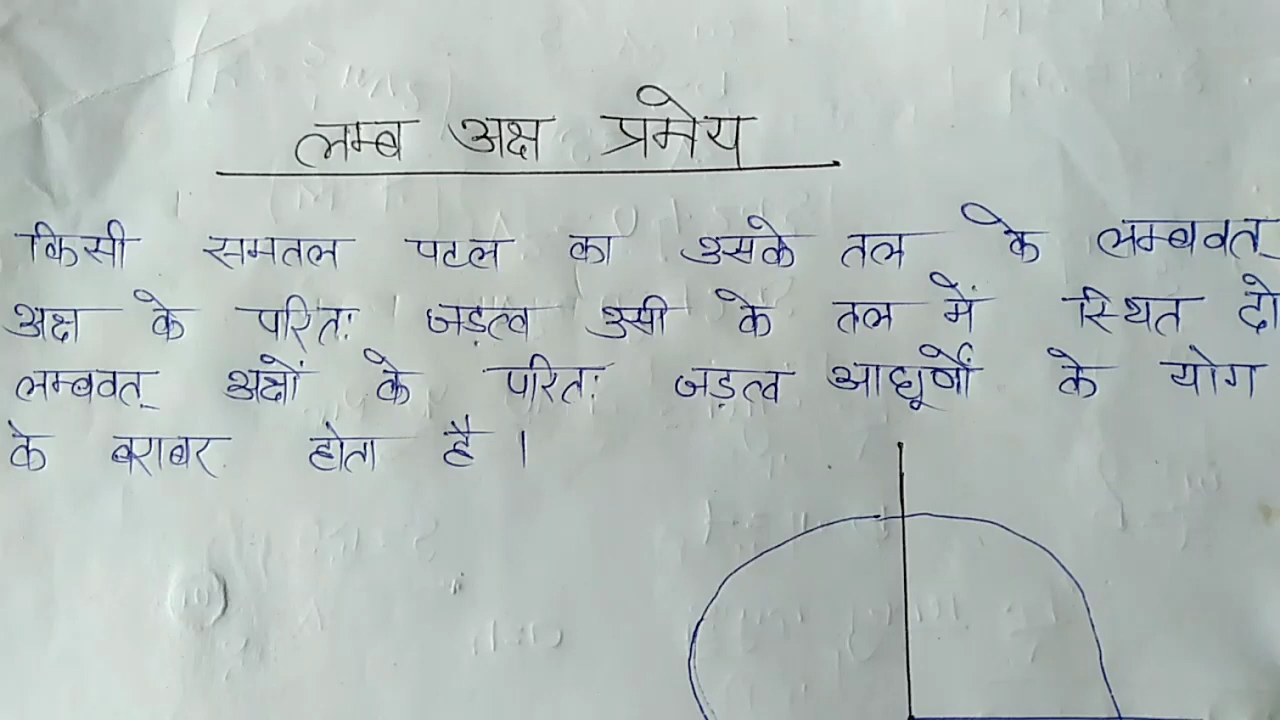 लम्ब अक्ष प्रमेय
किसी समतल पटल का उसके तल के लम्बवत्
अक्ष के परितः जड़त्व उसी के तल में स्थित दो
लम्बवत् अक्षों के परितः जड़त्व आघूर्णों के योग
के बराबर होता है ।